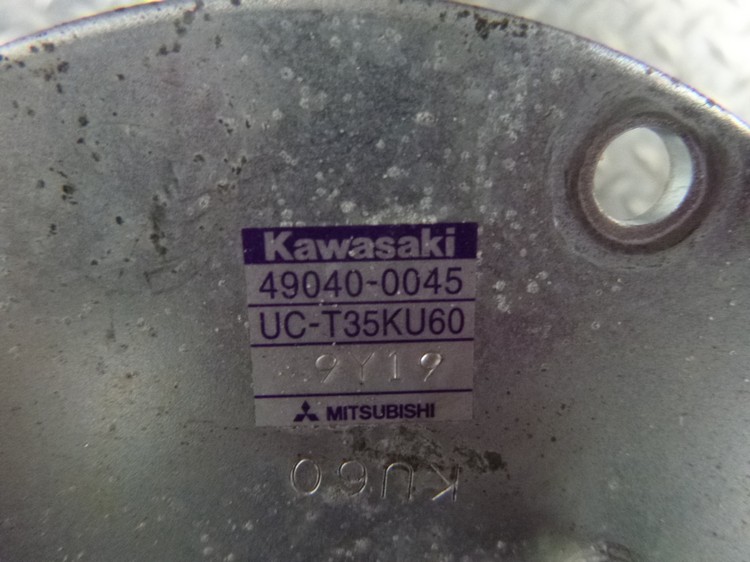 Kawasaki
49040-0045
UC-T35KU60
9Y19
MITSUBISHI
KU60